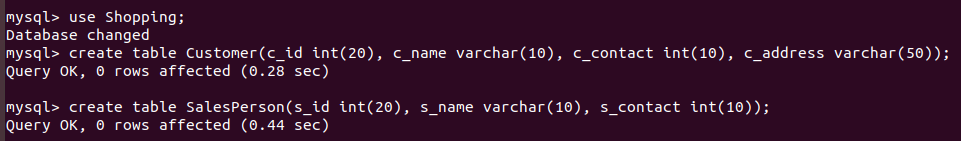 mysql> use Shopping;
Database changed
mysql> create table Customer(c_id int(20), c_name varchar(10), c_contact int(10), c_address varchar(50));
Query OK, 0 rows affected (0.28 sec)
mysql> create table SalesPerson(s_id int(20), s_name varchar(10), s_contact int(10));
Query OK, 0 rows affected (0.44 sec)